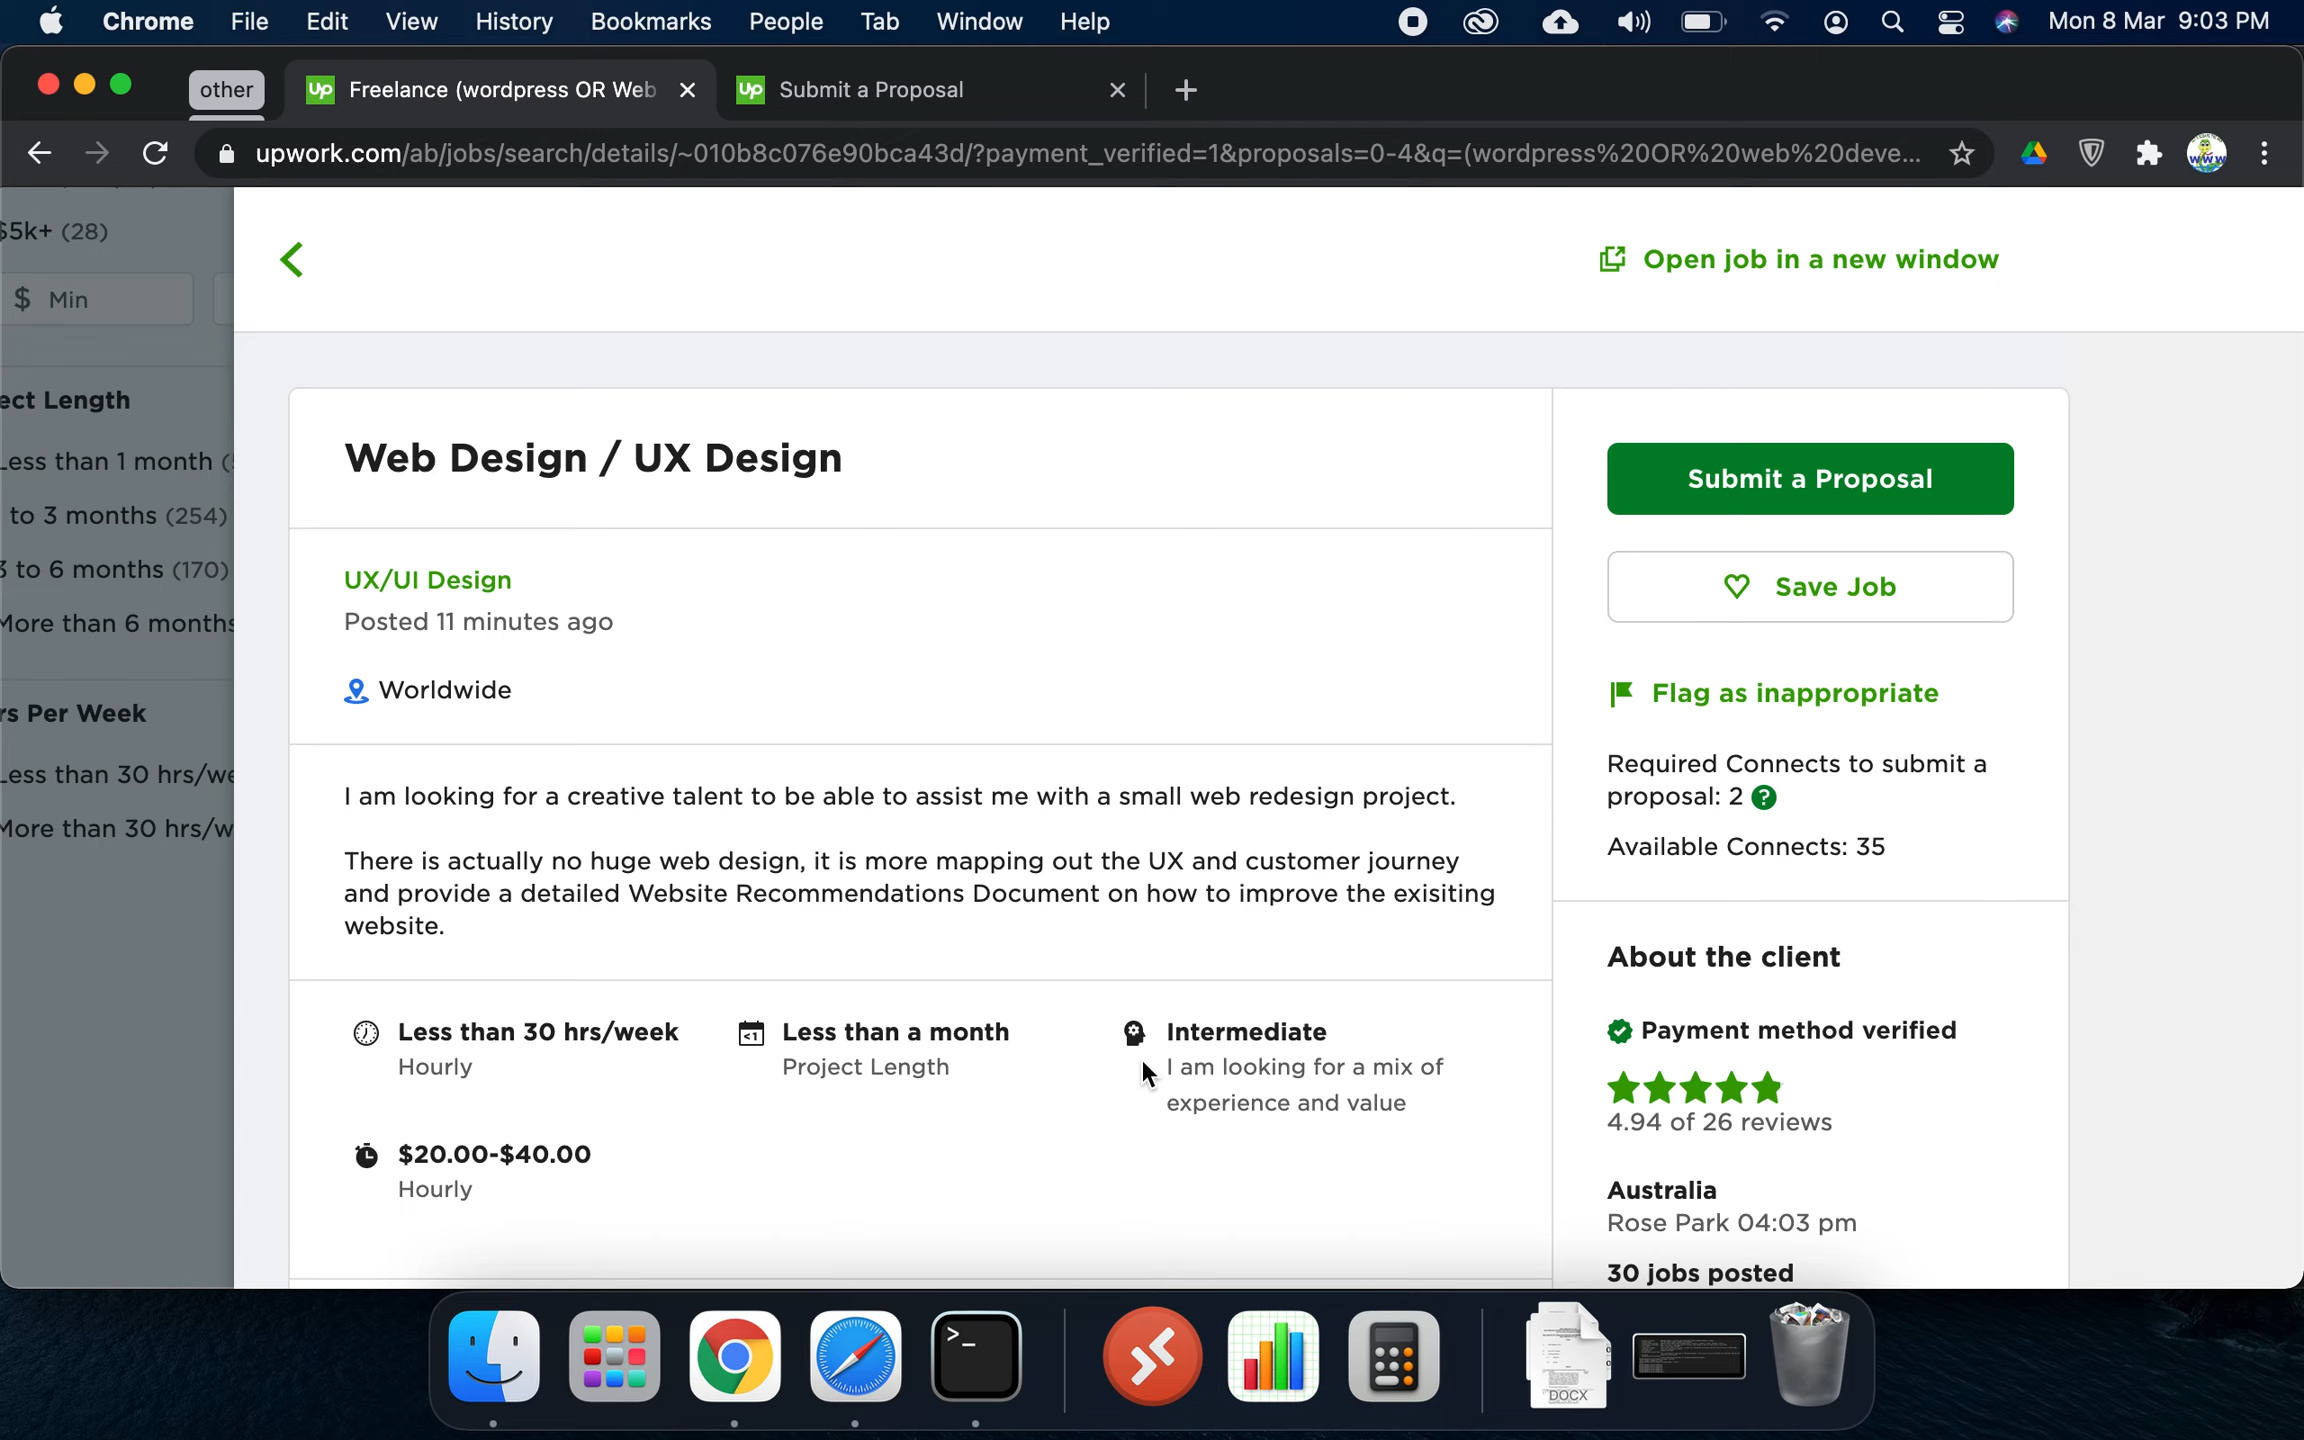 Chrome File Edit View History Bookmarks People Tab Window Help Mon 8 Mar 9:03 PM
other Up Freelance (wordpress OR Web Up Submit a Proposal
upwork.com/ab/jobs/search/details/~010b8c076e90bca43d/?payment_verified=1&proposals=0-4&q=(wordpress%20OR%20web%20deve...
$5k+ (28)
$ Min
ect Length
Less than 1 month
to 3 months (254)
3 to 6 months (170)
More than 6 months
rs Per Week
Less than 30 hrs/we
More than 30 hrs/w
Open job in a new window
Web Design / UX Design
UX/UI Design
Posted 11 minutes ago
Worldwide
I am looking for a creative talent to be able to assist me with a small web redesign project.
There is actually no huge web design, it is more mapping out the UX and customer journey
and provide a detailed Website Recommendations Document on how to improve the exisiting
website.
Less than 30 hrs/week
Hourly
<1 Less than a month
Project Length
Intermediate
I am looking for a mix of
experience and value
$20.00-$40.00
Hourly
Submit a Proposal
Save Job
Flag as inappropriate
Required Connects to submit a
proposal: 2 ?
Available Connects: 35
About the client
Payment method verified
4.94 of 26 reviews
Australia
Rose Park 04:03 pm
30 jobs posted
>_
DOCX